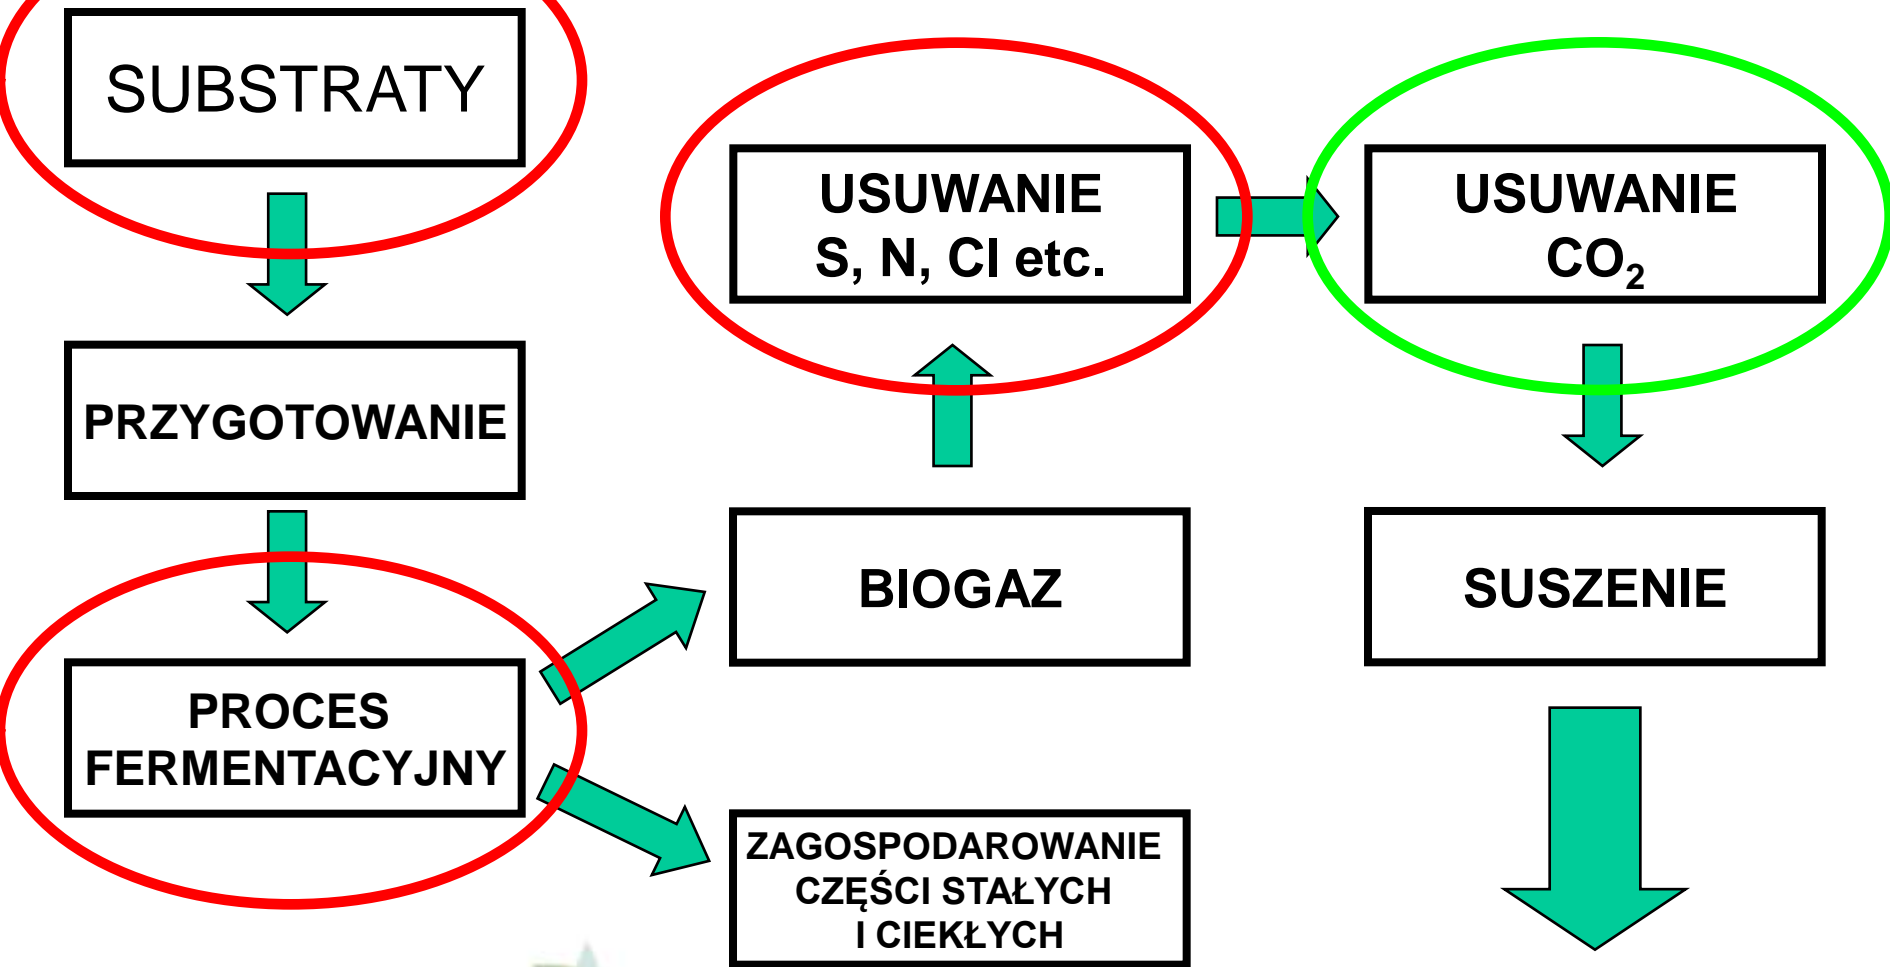 SUBSTRATY
PRZYGOTOWANIE
PROCES
FERMENTACYJNY
USUWANIE
S, N, Cl etc.
BIOGAZ
ZAGOSPODAROWANIE
CZĘŚCI STAŁYCH
I CIEKŁYCH
USUWANIE
CO₂
SUSZENIE